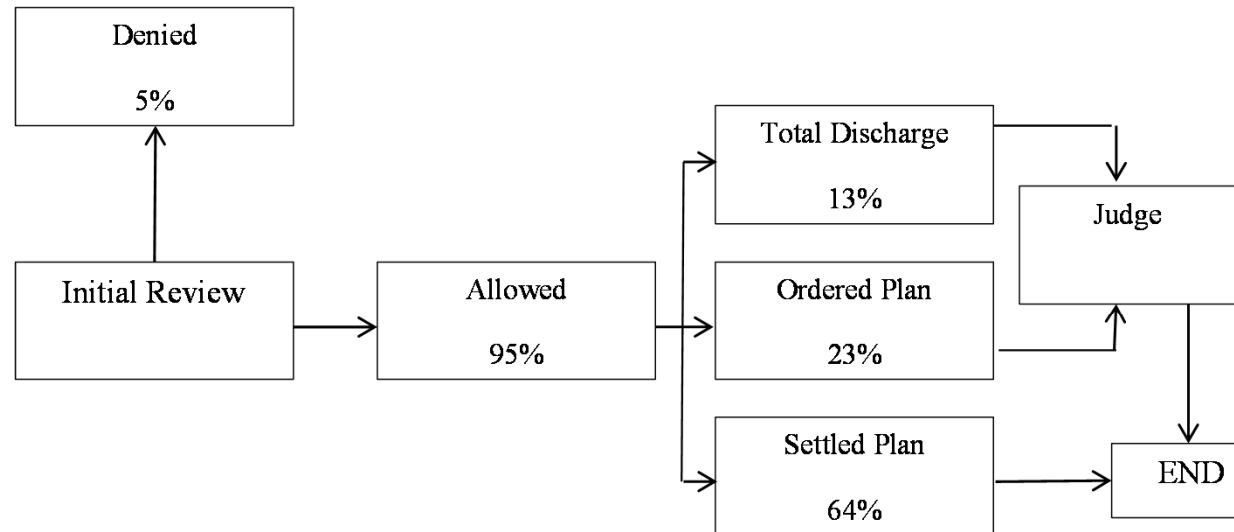 Denied
5%
Initial Review
Allowed
95%
Total Discharge
13%
Ordered Plan
23%
Settled Plan
64%
Judge
END